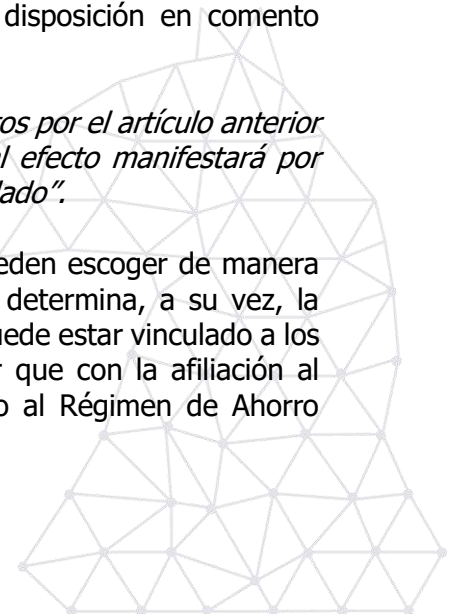 disposición en comento
os por el artículo anterior
l efecto manifestará por
lado”.
eden escoger de manera
determina, a su vez, la
uede estar vinculado a los
r que con la afiliación al
o al Régimen de Ahorro